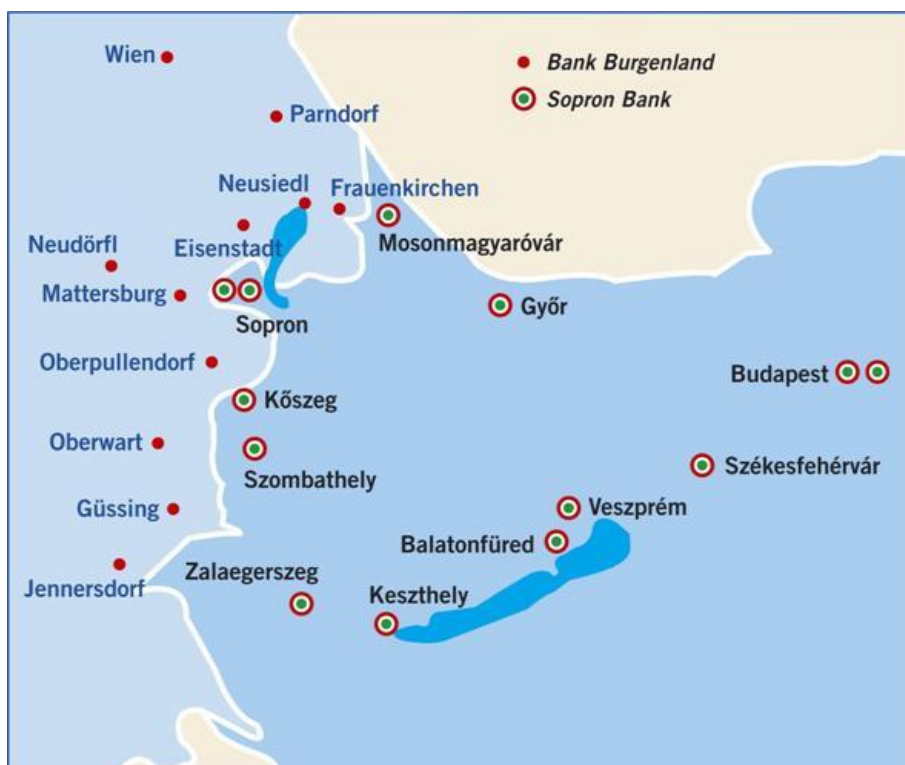 Wien
Bank Burgenland
Sopron Bank
Parndorf
Neusiedl
Frauenkirchen
Mosonmagyaróvár
Eisenstadt
Neudörfl
Mattersburg
Sopron
Győr
Oberpullendorf
Budapest
Kőszeg
Oberwart
Szombathely
Székesfehérvár
Güssing
Veszprém
Balatonfüred
Zalaegerszeg
Jennersdorf
Keszthely